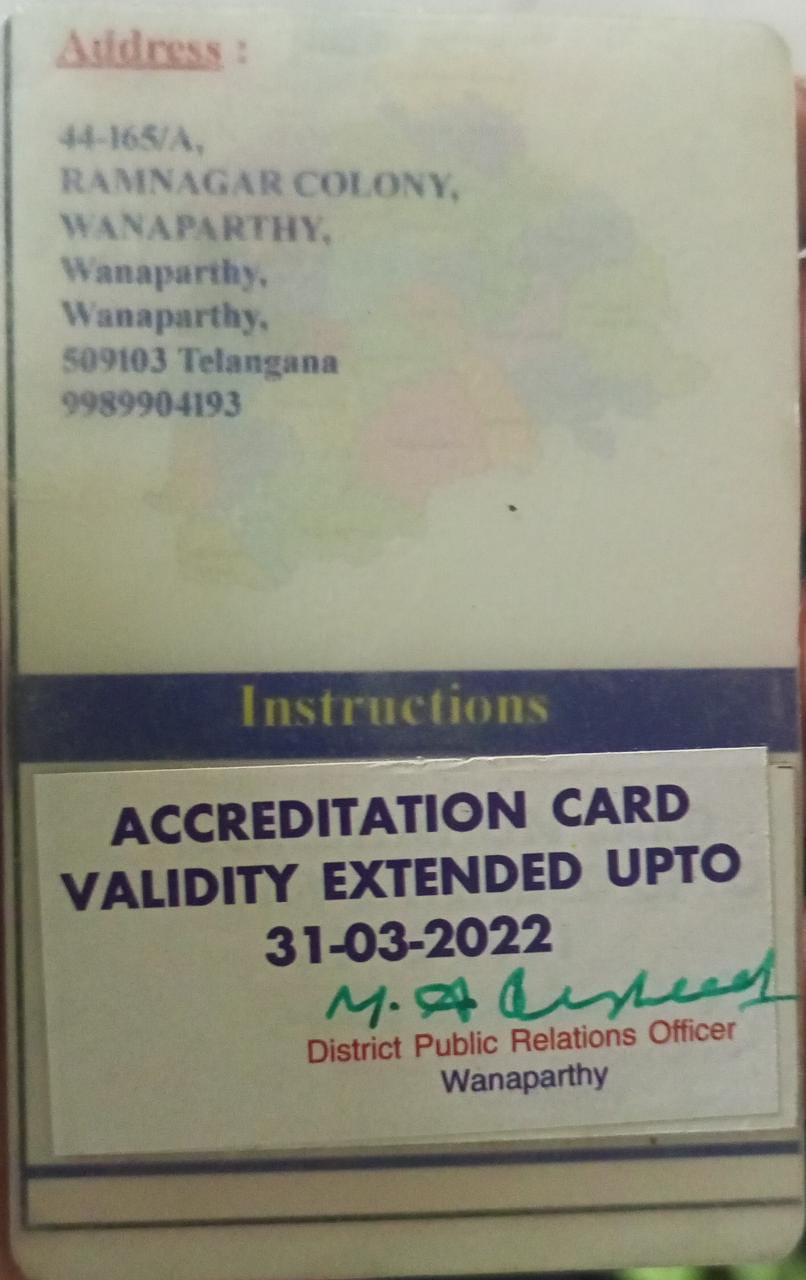 Address :
44-165/A,
RAMNAGAR COLONY,
WANAPARTHY,
Wanaparthy,
Wanaparthy,
509103 Telangana
9989904193
Instructions
ACCREDITATION CARD
VALIDITY EXTENDED UPTO
31-03-2022
District Public Relations Officer
Wanaparthy